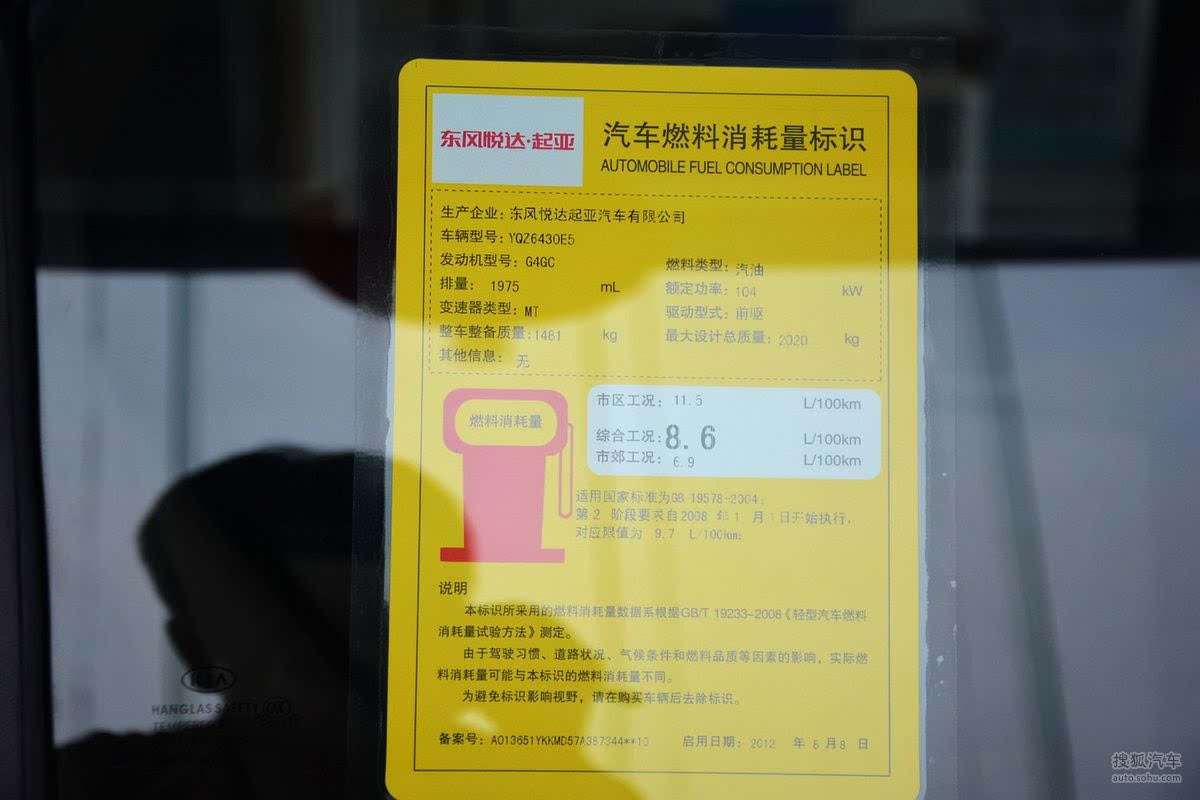 东风悦达·起亚
汽车燃料消耗量标识
AUTOMOBILE FUEL CONSUMPTION LABEL
生产企业：东风悦达起亚汽车有限公司
车辆型号：YQZ6430E5
发动机型号：G4GC 燃料类型：汽油
排量： 1975 mL 额定功率：104 kW
变速器类型：MT 驱动型式：前驱
整车整备质量：1481 kg 最大设计总质量：2020 kg
其他信息： 无
燃料消耗量
市区工况： 11.5 L/100km
综合工况：8.6 L/100km
市郊工况： 6.9 L/100km
适用国家标准为GB 19578-2004；
第 2 阶段要求自2008 年1 月 1日开始执行，
对应限值为 9.7 L/100km；
说明
本标识所采用的燃料消耗量数据系根据GB/T 19233-2008《轻型汽车燃料
消耗量试验方法》测定。
由于驾驶习惯、道路状况、气候条件和燃料品质等因素的影响，实际燃
料消耗量可能与本标识的燃料消耗量不同。
为避免标识影响视野，请在购买车辆后去除标识。
备案号：A013651YKKMD57A387344**10 启用日期：2012 年 8 月 8 日
KIA
HANGLAS SAFETY
搜狐汽车
auto.sohu.com